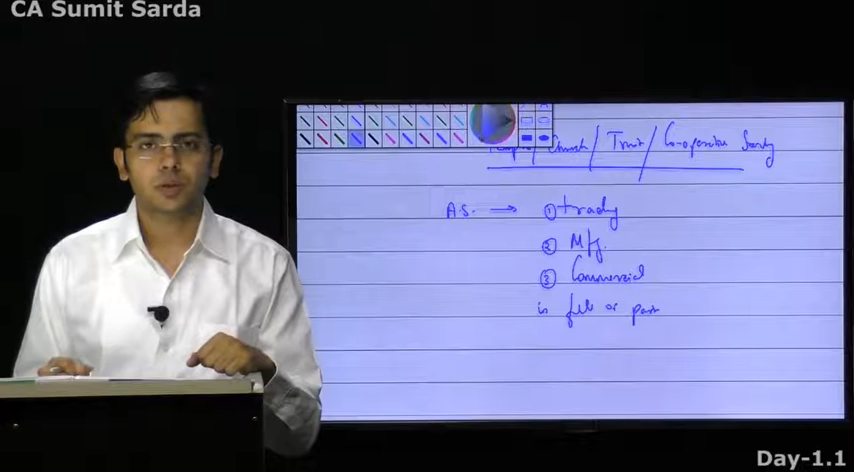 CA Sumit Sarda
/ Church / Trust / Co-operative Society
A.S. → ① trading
② Mfg.
③ Commercial
in full or part
Day-1.1